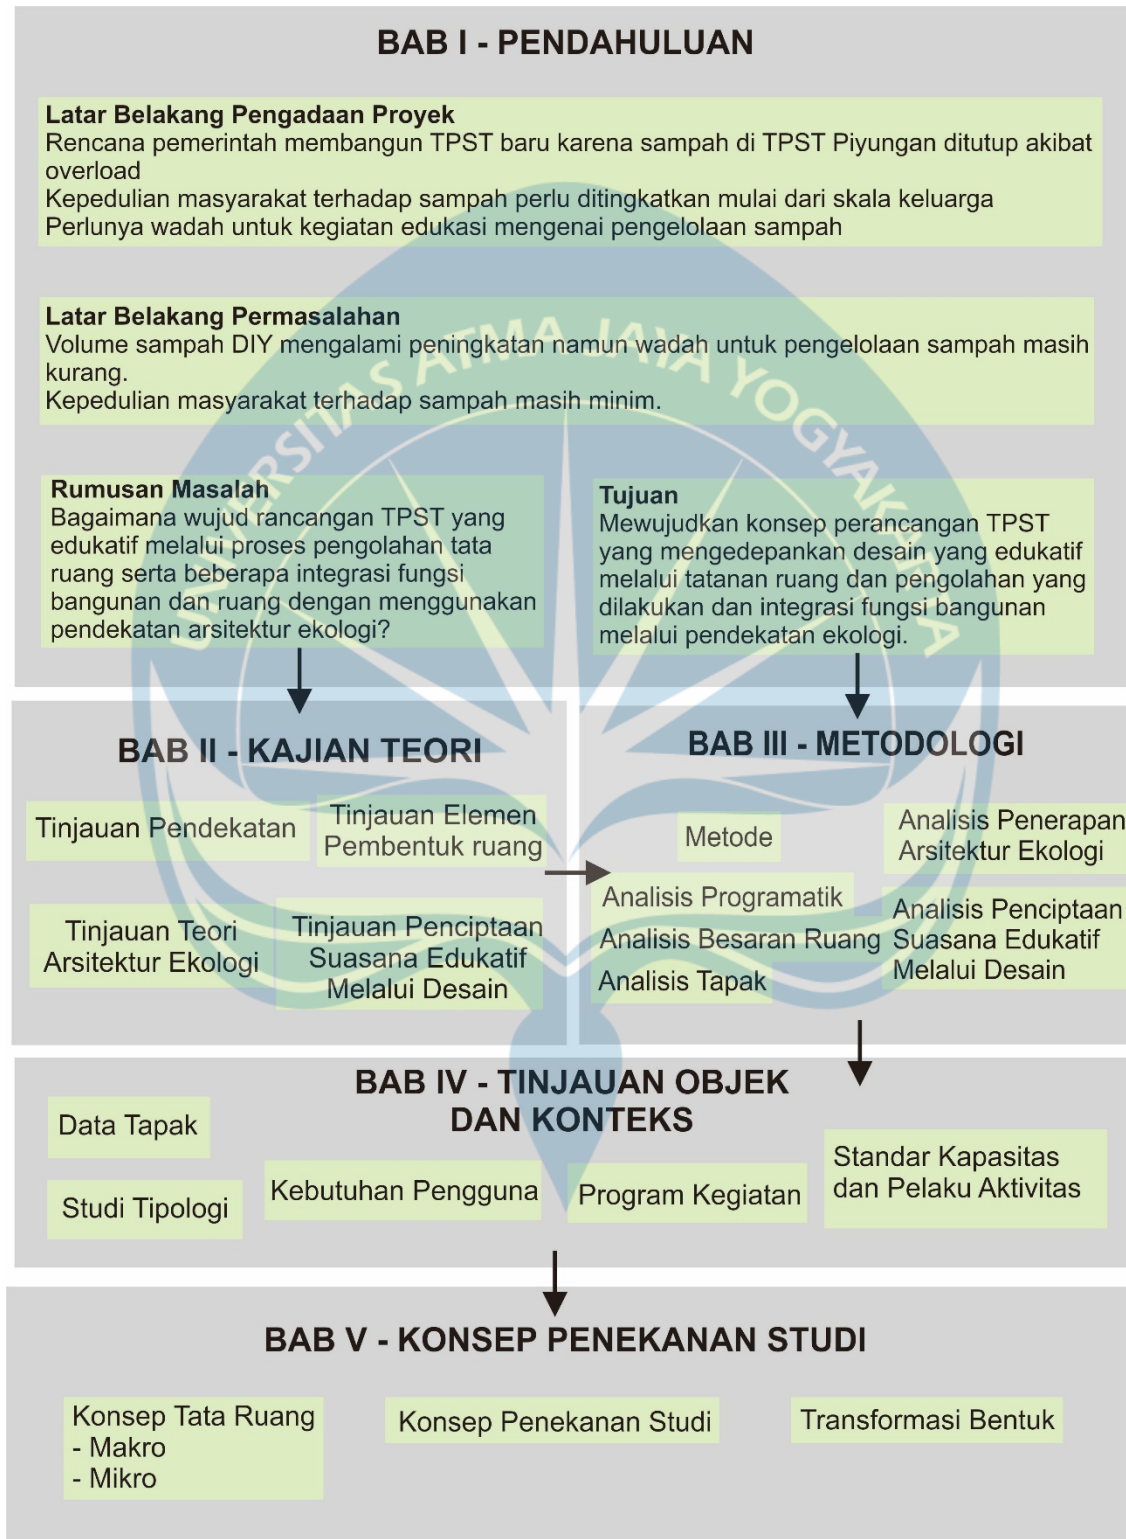 BAB I - PENDAHULUAN
Latar Belakang Pengadaan Proyek
Rencana pemerintah membangun TPST baru karena sampah di TPST Piyungan ditutup akibat
overload
Kepedulian masyarakat terhadap sampah perlu ditingkatkan mulai dari skala keluarga
Perlunya wadah untuk kegiatan edukasi mengenai pengelolaan sampah
Latar Belakang Permasalahan
Volume sampah DIY mengalami peningkatan namun wadah untuk pengelolaan sampah masih
kurang.
Kepedulian masyarakat terhadap sampah masih minim.
UNIVERSITAS ATMA JAYA YOGYAKARTA
Rumusan Masalah
Bagaimana wujud rancangan TPST yang
edukatif melalui proses pengolahan tata
ruang serta beberapa integrasi fungsi
bangunan dan ruang dengan menggunakan
pendekatan arsitektur ekologi?
Tujuan
Mewujudkan konsep perancangan TPST
yang mengedepankan desain yang edukatif
melalui tatanan ruang dan pengolahan yang
dilakukan dan integrasi fungsi bangunan
melalui pendekatan ekologi.
BAB II - KAJIAN TEORI
Tinjauan Pendekatan
Tinjauan Elemen
Pembentuk ruang
Tinjauan Teori
Arsitektur Ekologi
Tinjauan Penciptaan
Suasana Edukatif
Melalui Desain
BAB III - METODOLOGI
Metode
Analisis Penerapan
Arsitektur Ekologi
Analisis Programatik
Analisis Besaran Ruang
Analisis Tapak
Analisis Penciptaan
Suasana Edukatif
Melalui Desain
BAB IV - TINJAUAN OBJEK
DAN KONTEKS
Data Tapak
Studi Tipologi
Kebutuhan Pengguna
Program Kegiatan
Standar Kapasitas
dan Pelaku Aktivitas
BAB V - KONSEP PENEKANAN STUDI
Konsep Tata Ruang
- Makro
- Mikro
Konsep Penekanan Studi
Transformasi Bentuk